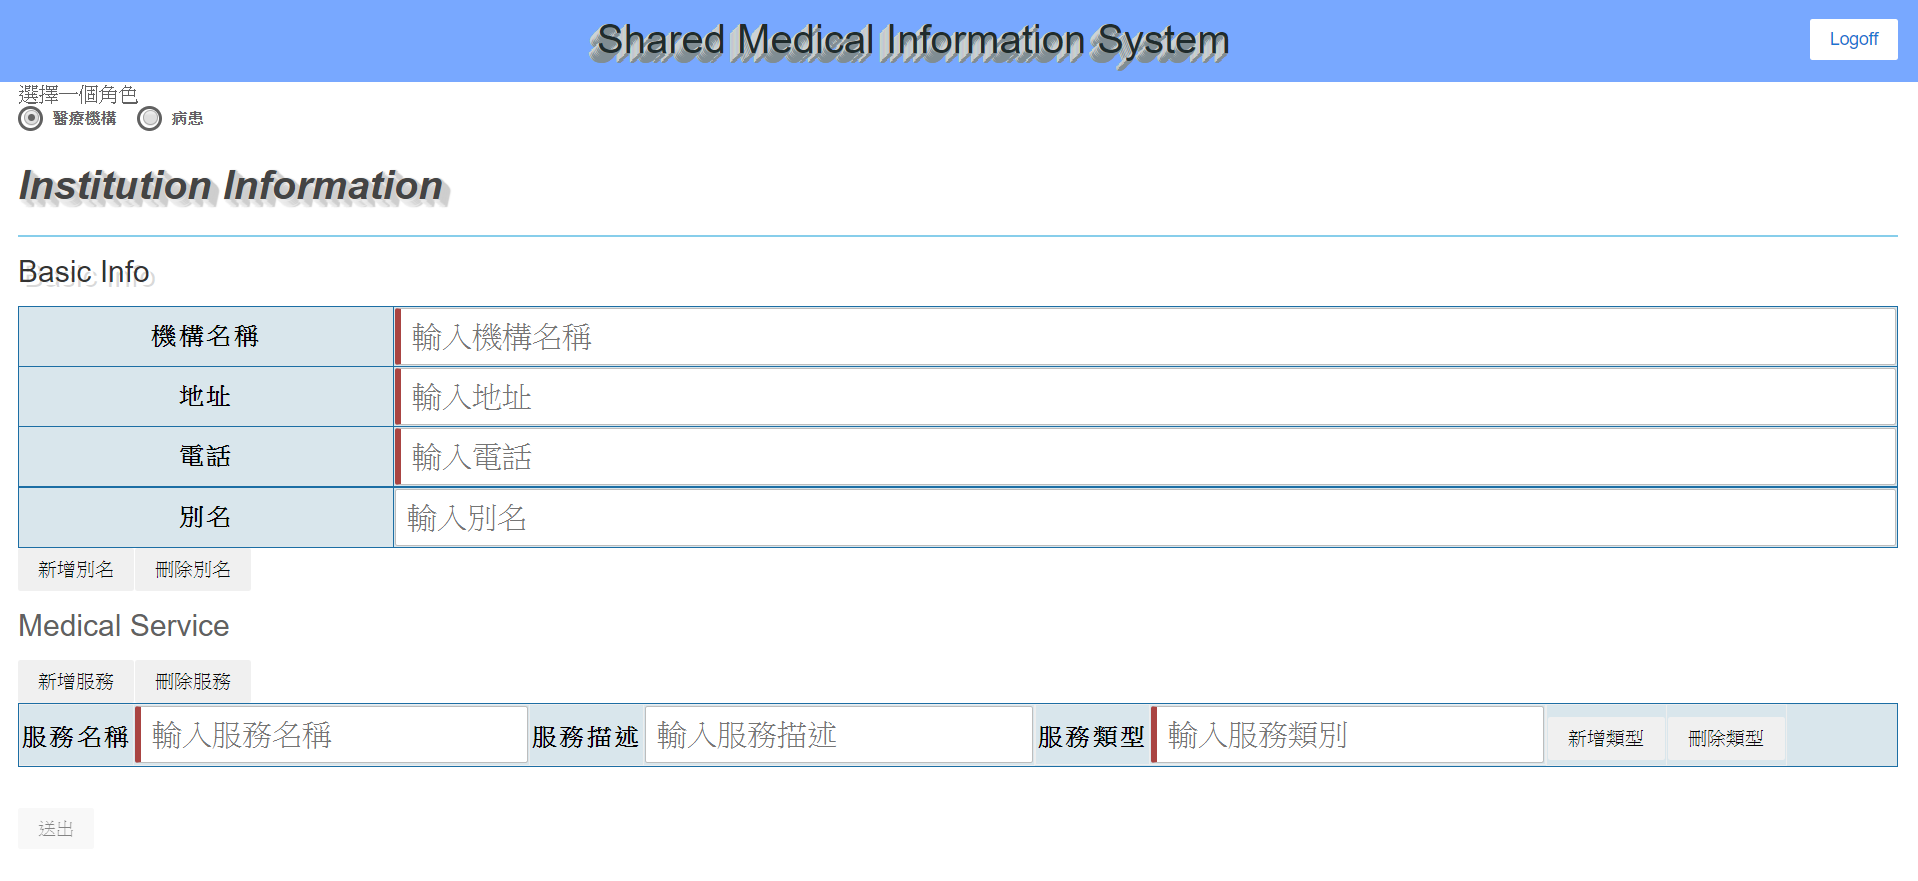 Shared Medical Information System
Logoff
選擇一個角色
醫療機構 病患
Institution Information
Basic Info
機構名稱 輸入機構名稱
地址 輸入地址
電話 輸入電話
別名 輸入別名
新增別名 刪除別名
Medical Service
新增服務 刪除服務
服務名稱 輸入服務名稱 服務描述 輸入服務描述 服務類型 輸入服務類別 新增類型 刪除類型
送出